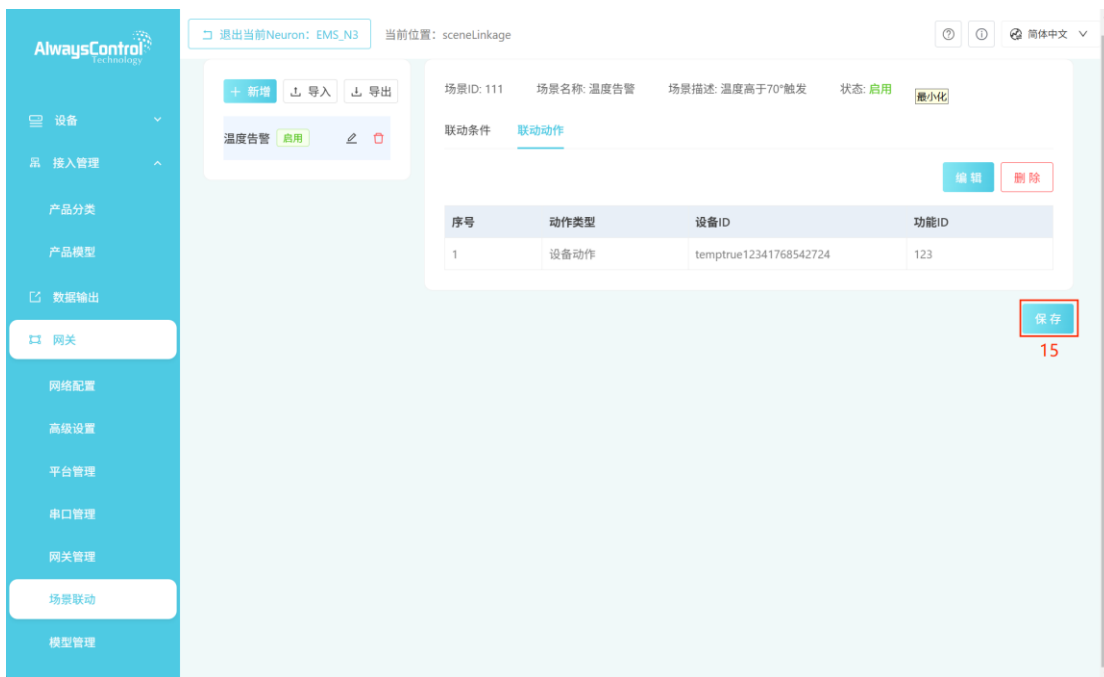 AlwaysControl
Technology
退出当前Neuron：EMS_N3 当前位置：sceneLinkage 简体中文
设备
接入管理
产品分类
产品模型
数据输出
网关
网络配置
高级设置
平台管理
串口管理
网关管理
场景联动
模型管理
+ 新增 导入 导出
温度告警 启用
场景ID: 111 场景名称: 温度告警 场景描述: 温度高于70°触发 状态: 启用 最小化
联动条件 联动动作
编辑 删除
序号 动作类型 设备ID 功能ID
1 设备动作 temptrue12341768542724 123
保存
15